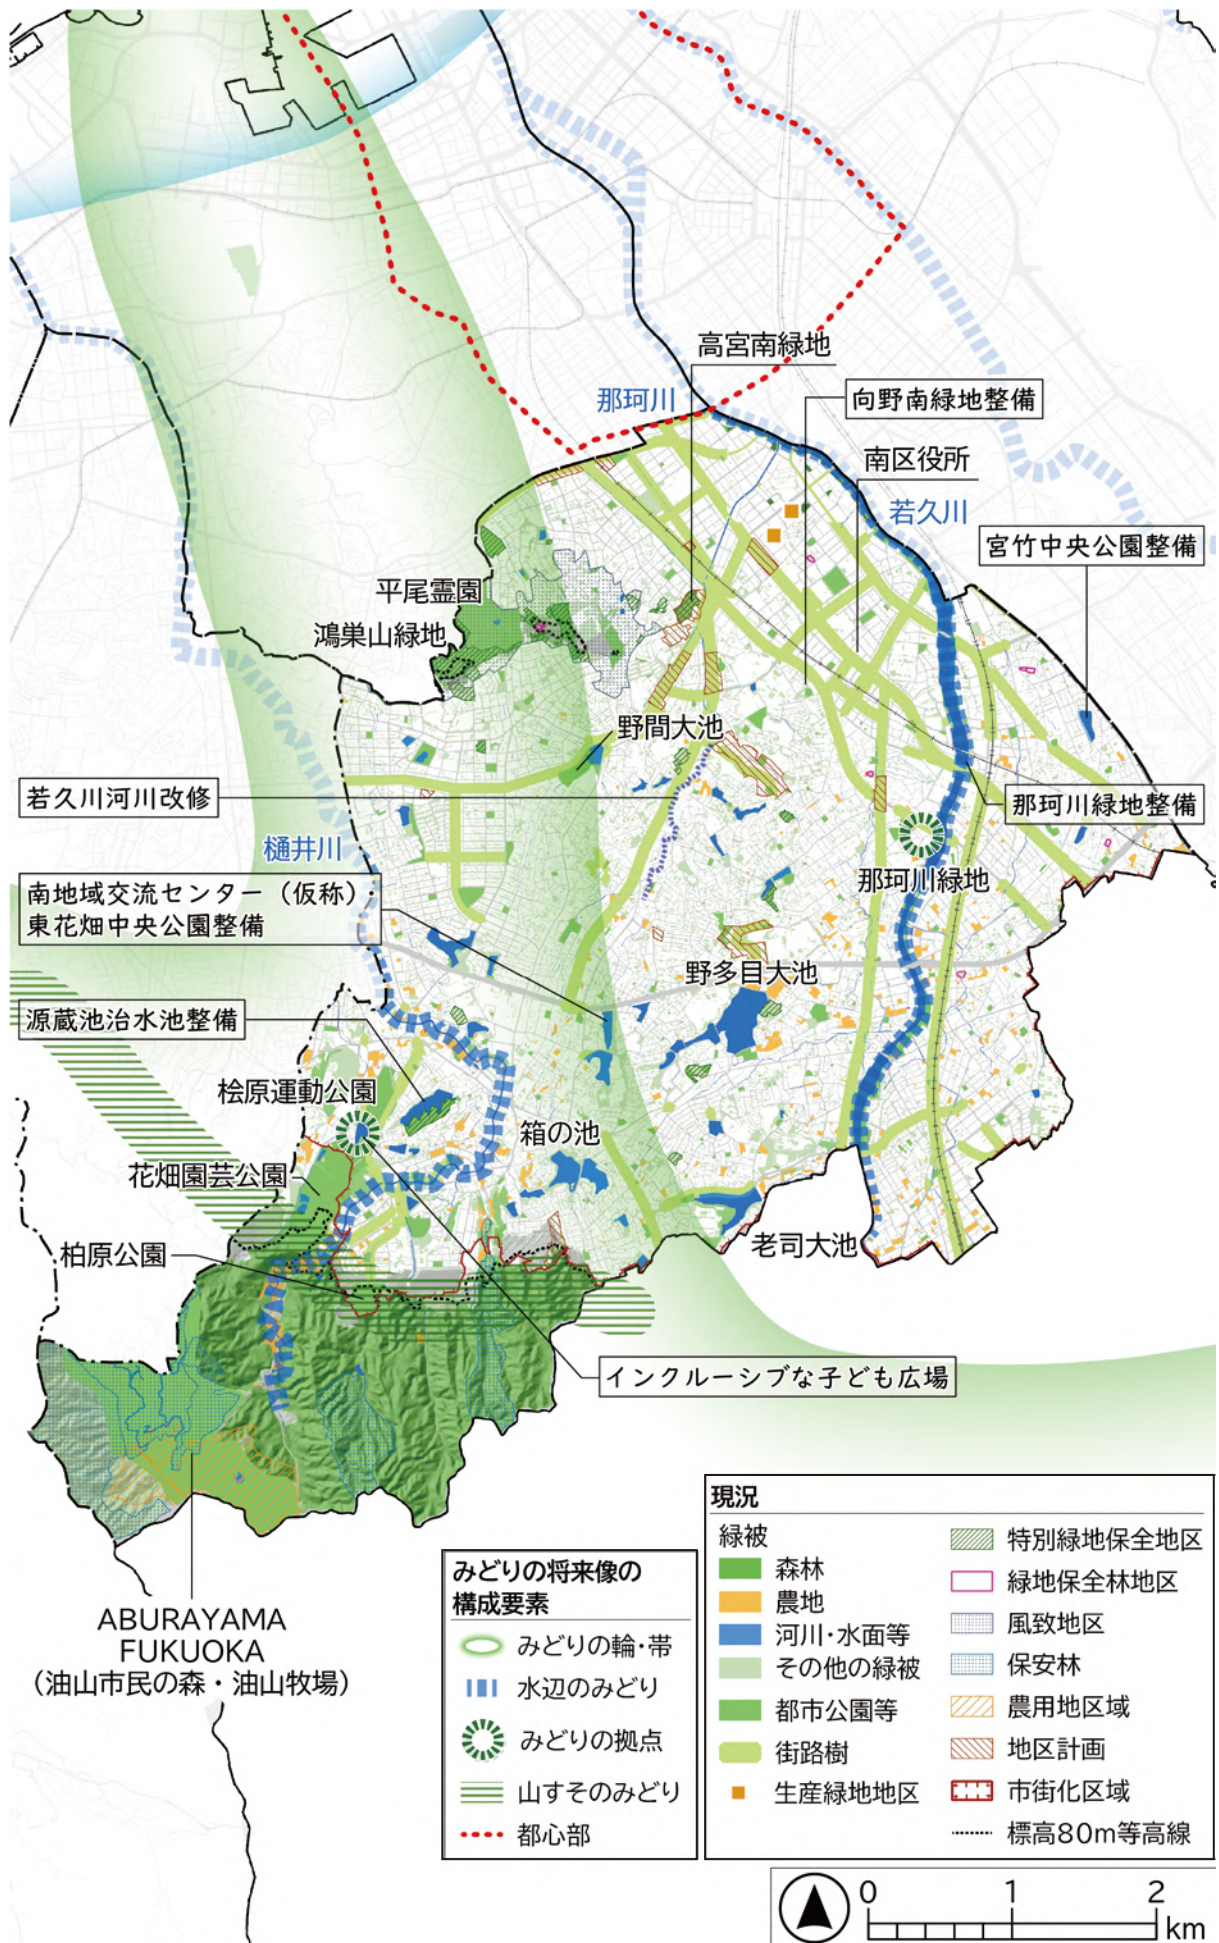 高宮南緑地
那珂川
向野南緑地整備
南区役所
若久川
宮竹中央公園整備
平尾霊園
鴻巣山緑地
野間大池
若久川河川改修
那珂川緑地整備
樋井川
南地域交流センター（仮称）・
東花畑中央公園整備
那珂川緑地
野多目大池
源蔵池治水池整備
桧原運動公園
箱の池
花畑園芸公園
柏原公園
老司大池
インクルーシブな子ども広場
ABURAYAMA
FUKUOKA
（油山市民の森・油山牧場）
みどりの将来像の
構成要素
みどりの輪・帯
水辺のみどり
みどりの拠点
山すそのみどり
都心部
現況
緑被
森林
農地
河川・水面等
その他の緑被
都市公園等
街路樹
生産緑地地区
特別緑地保全地区
緑地保全林地区
風致地区
保安林
農用地区域
地区計画
市街化区域
標高80m等高線
0 1 2
km